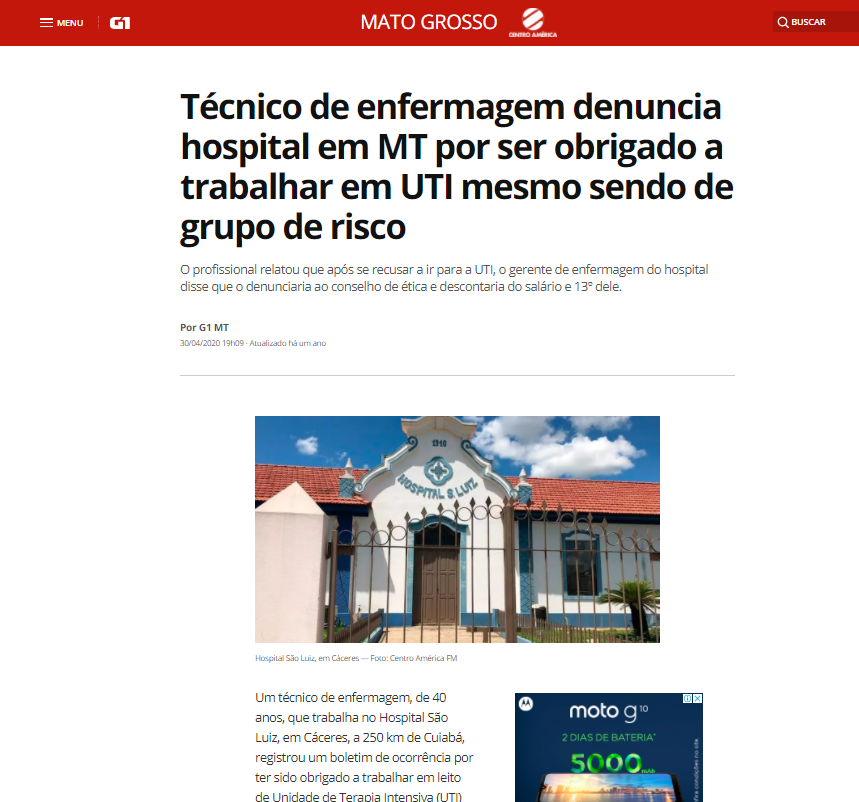 MENU
G1
MATO GROSSO
CENTRO AMÉRICA
BUSCAR
Técnico de enfermagem denuncia
hospital em MT por ser obrigado a
trabalhar em UTI mesmo sendo de
grupo de risco
O profissional relatou que após se recusar a ir para a UTI, o gerente de enfermagem do hospital
disse que o denunciaria ao conselho de ética e descontaria do salário e 13º dele.
Por G1 MT
30/04/2020 19h09 · Atualizado há um ano
1910
HOSPITAL S. LUIZ
Hospital São Luiz, em Cáceres — Foto: Centro América FM
Um técnico de enfermagem, de 40
anos, que trabalha no Hospital São
Luiz, em Cáceres, a 250 km de Cuiabá,
registrou um boletim de ocorrência por
ter sido obrigado a trabalhar em leito
de Unidade de Terapia Intensiva (UTI)
moto g10
2 DIAS DE BATERIA*
5000 mAh
condições no site.